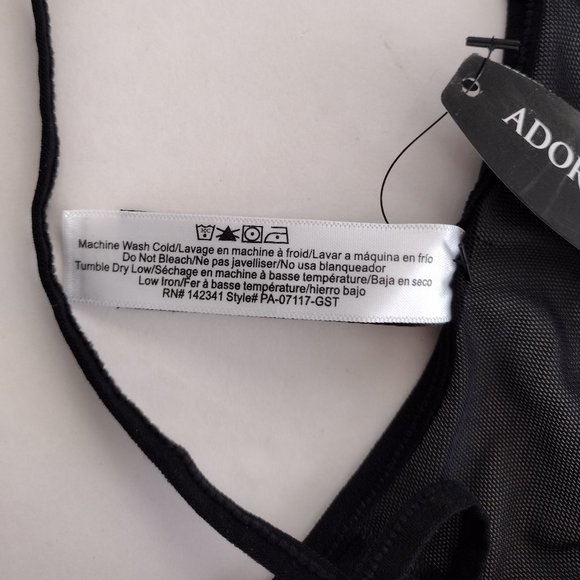 ADOR
Machine Wash Cold/Lavage en machine à froid/Lavar a máquina en frío
Do Not Bleach/Ne pas javelliser/No usa blanqueador
Tumble Dry Low/Séchage en machine à basse température/Baja en seco
Low Iron/Fer à basse température/hierro bajo
RN# 142341 Style# PA-07117-GST